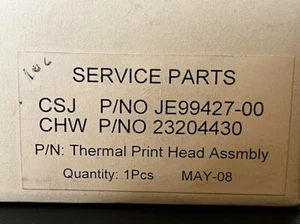 SERVICE PARTS
CSJ P/NO JE99427-00
CHW P/NO 23204430
P/N: Thermal Print Head Assmbly
Quantity: 1Pcs MAY-08